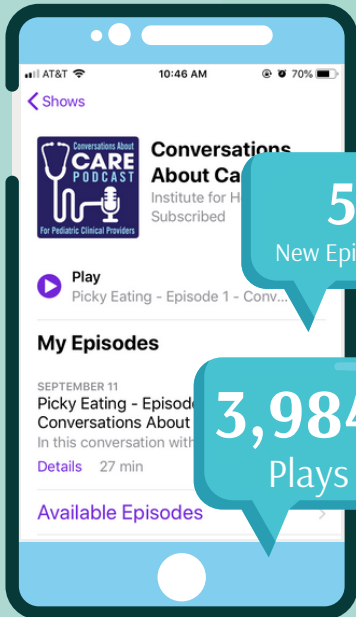 AT&T
10:46 AM
70%
Shows
Conversations About
CARE
PODCAST
For Pediatric Clinical Providers
Conversations
About Ca
Institute for H
Subscribed
5
New Epi
Play
Picky Eating - Episode 1 - Conv...
My Episodes
SEPTEMBER 11
Picky Eating - Episod
Conversations About
In this conversation with
3,984
Plays
Details 27 min
Available Episodes